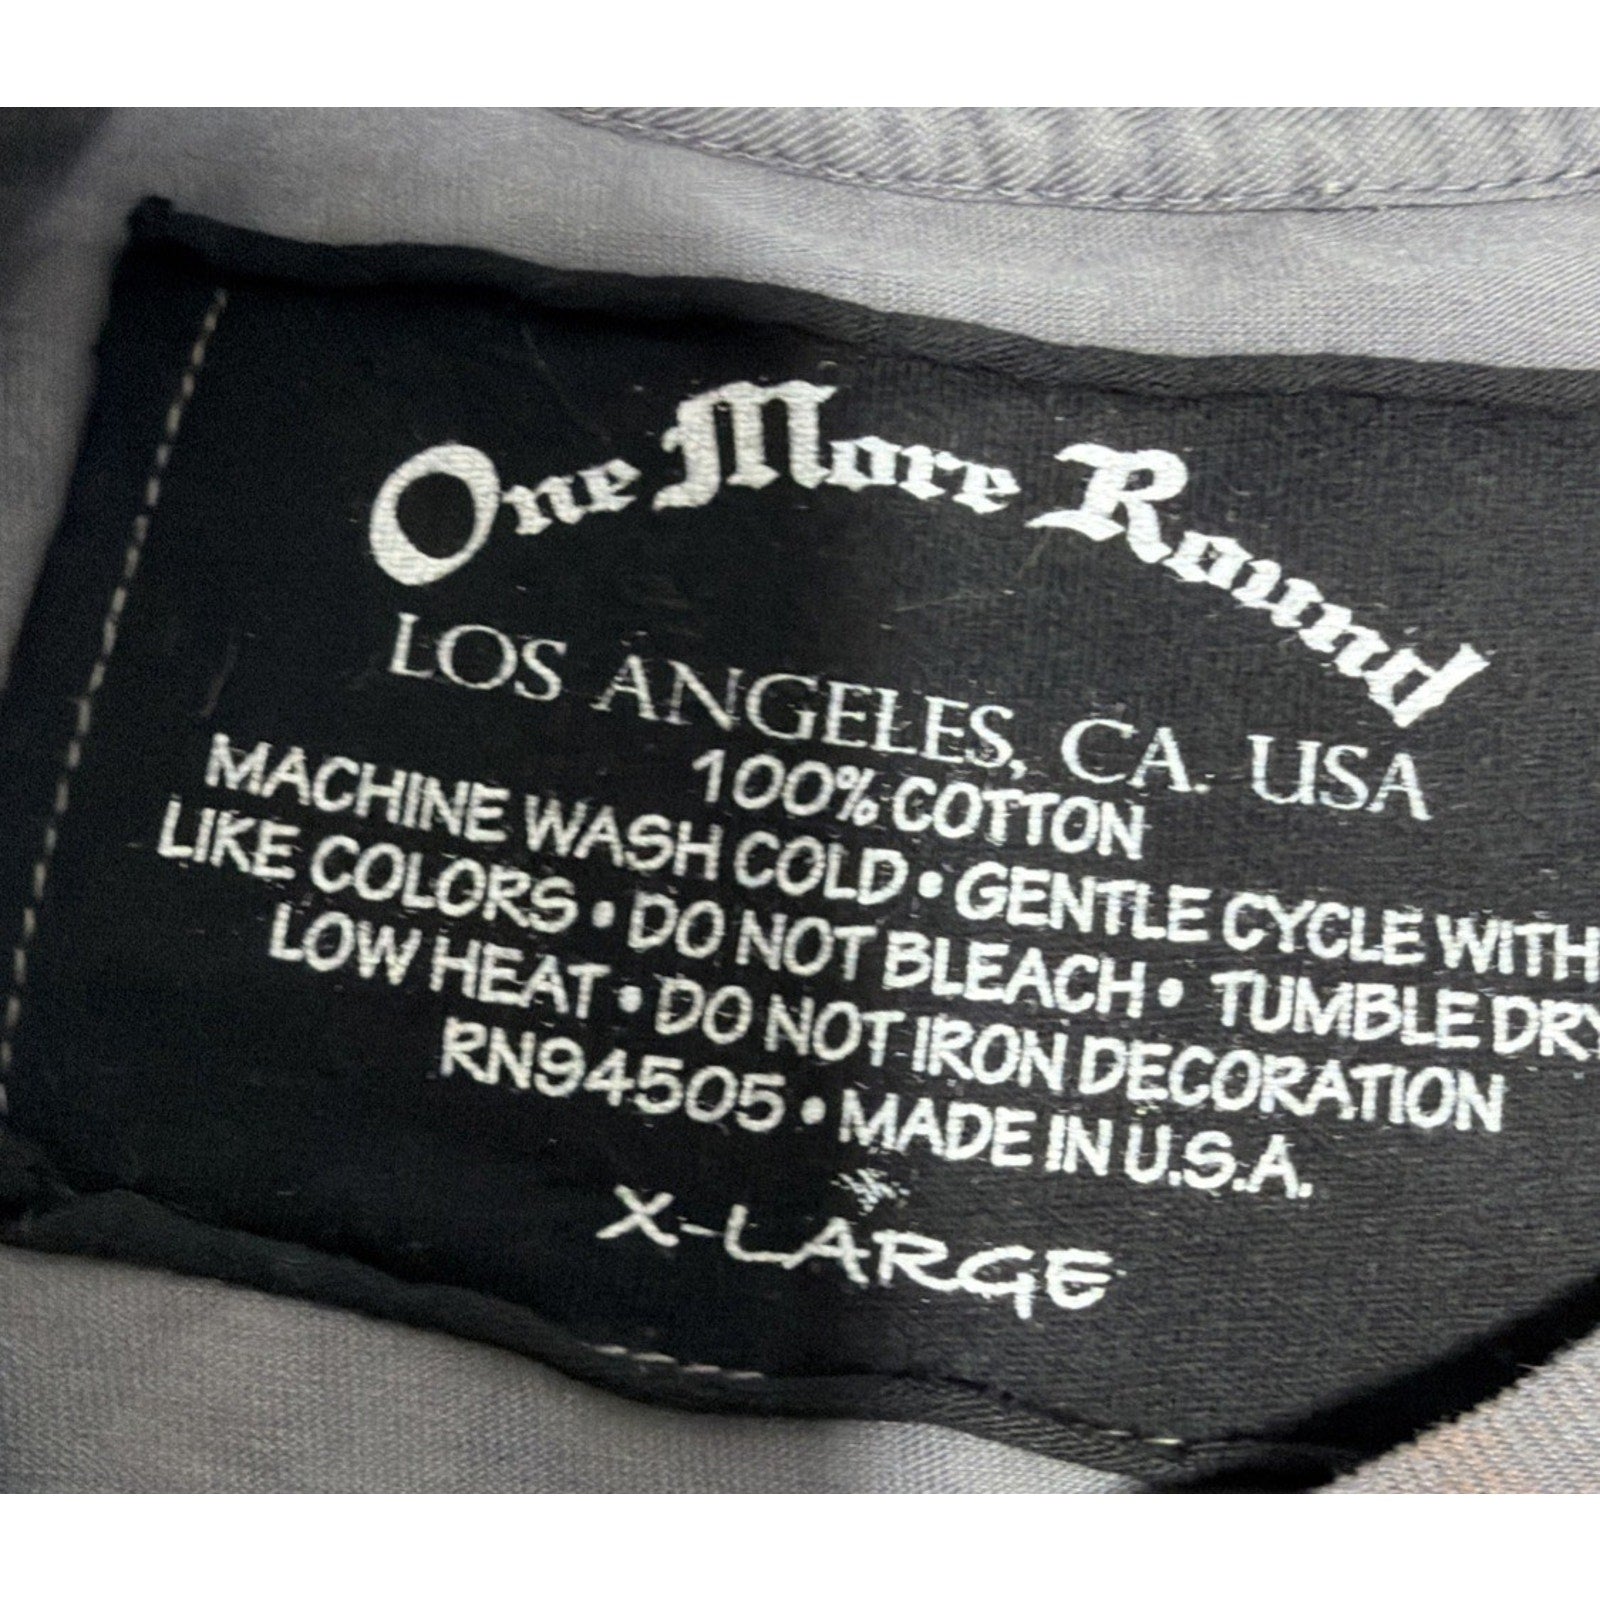 One More Round
LOS ANGELES, CA. USA
100% COTTON
MACHINE WASH COLD • GENTLE CYCLE WITH
LIKE COLORS • DO NOT BLEACH • TUMBLE DRY
LOW HEAT • DO NOT IRON DECORATION
RN94505 • MADE IN U.S.A.
X-LARGE